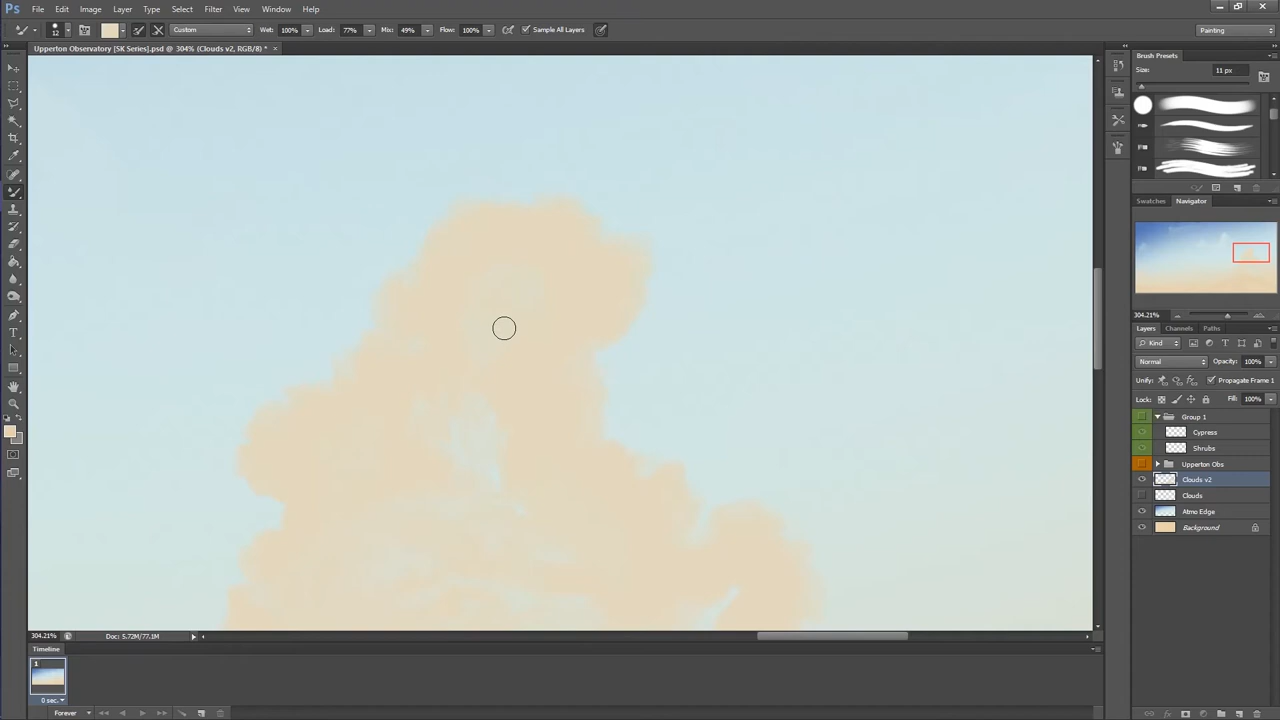 Ps File Edit Image Layer Type Select Filter View Window Help
12 Custom Wet: 100% Load: 77% Mix: 49% Flow: 100% Sample All Layers Painting
Upperton Observatory [SK Series].psd @ 304% (Clouds v2, RGB/8) * ×
Brush Presets
Size: 11 px
Swatches Navigator
304.21%
Layers Channels Paths
Kind
Normal Opacity: 100%
Unify: Propagate Frame 1
Lock: Fill: 100%
Group 1
Cypress
Shrubs
Upperton Obs
Clouds v2
Clouds
Atmo Edge
Background
304.21% Doc: 5.72M/77.1M
Timeline
1
0 sec.
Forever